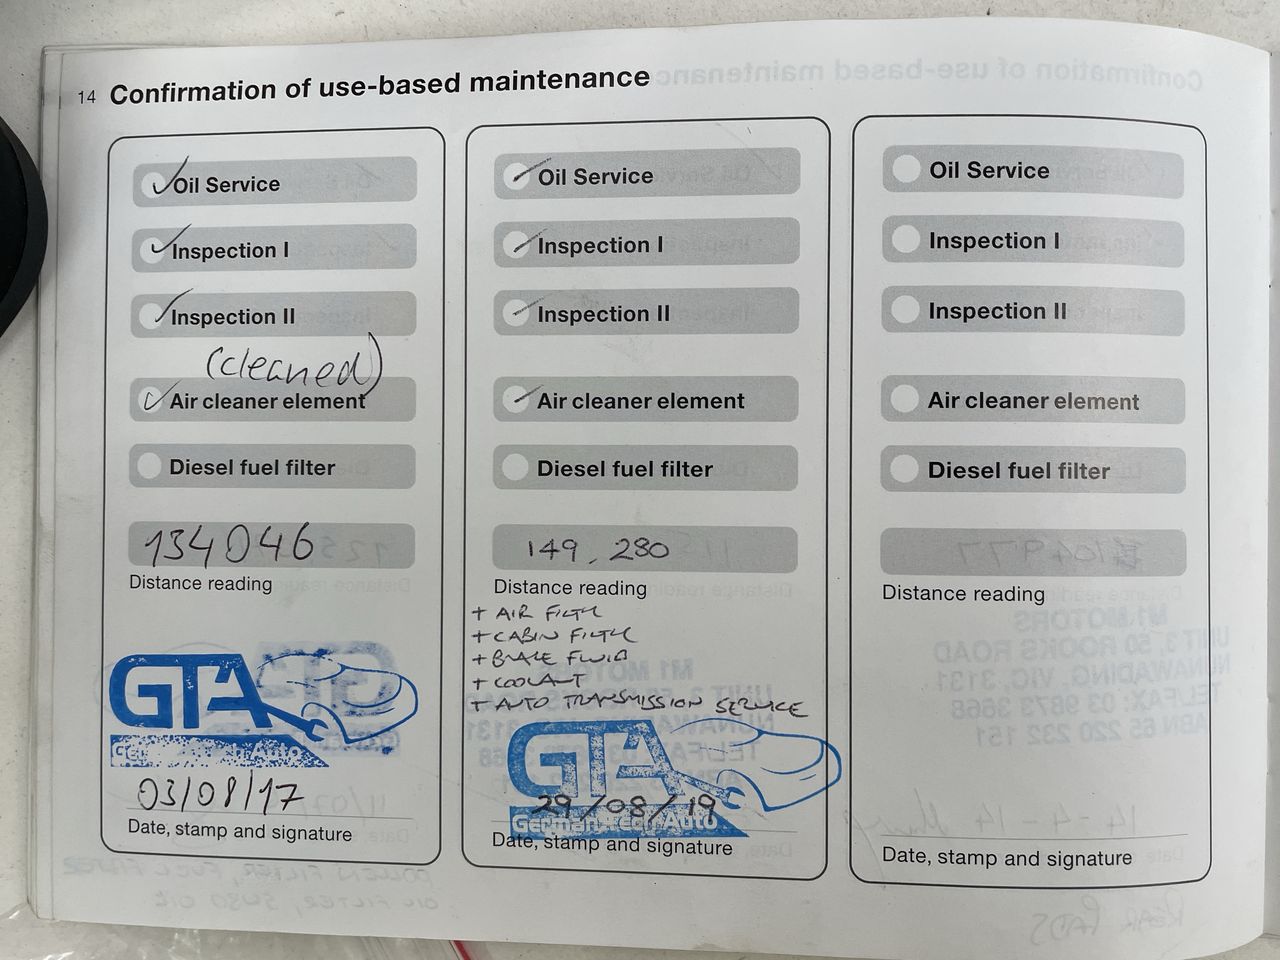 14 Confirmation of use-based maintenance
Oil Service
Inspection I
Inspection II
(cleaned)
Air cleaner element
Diesel fuel filter
134046
Distance reading
GTA
German Tech Auto
03/08/17
Date, stamp and signature
Oil Service
Inspection I
Inspection II
Air cleaner element
Diesel fuel filter
149,280
Distance reading
+ AIR FILTER
+ CABIN FILTER
+ BRAKE FLUID
+ COOLANT
+ AUTO TRANSMISSION SERVICE
GTA
29/08/19
German Tech Auto
Date, stamp and signature
Oil Service
Inspection I
Inspection II
Air cleaner element
Diesel fuel filter
Distance reading
Date, stamp and signature